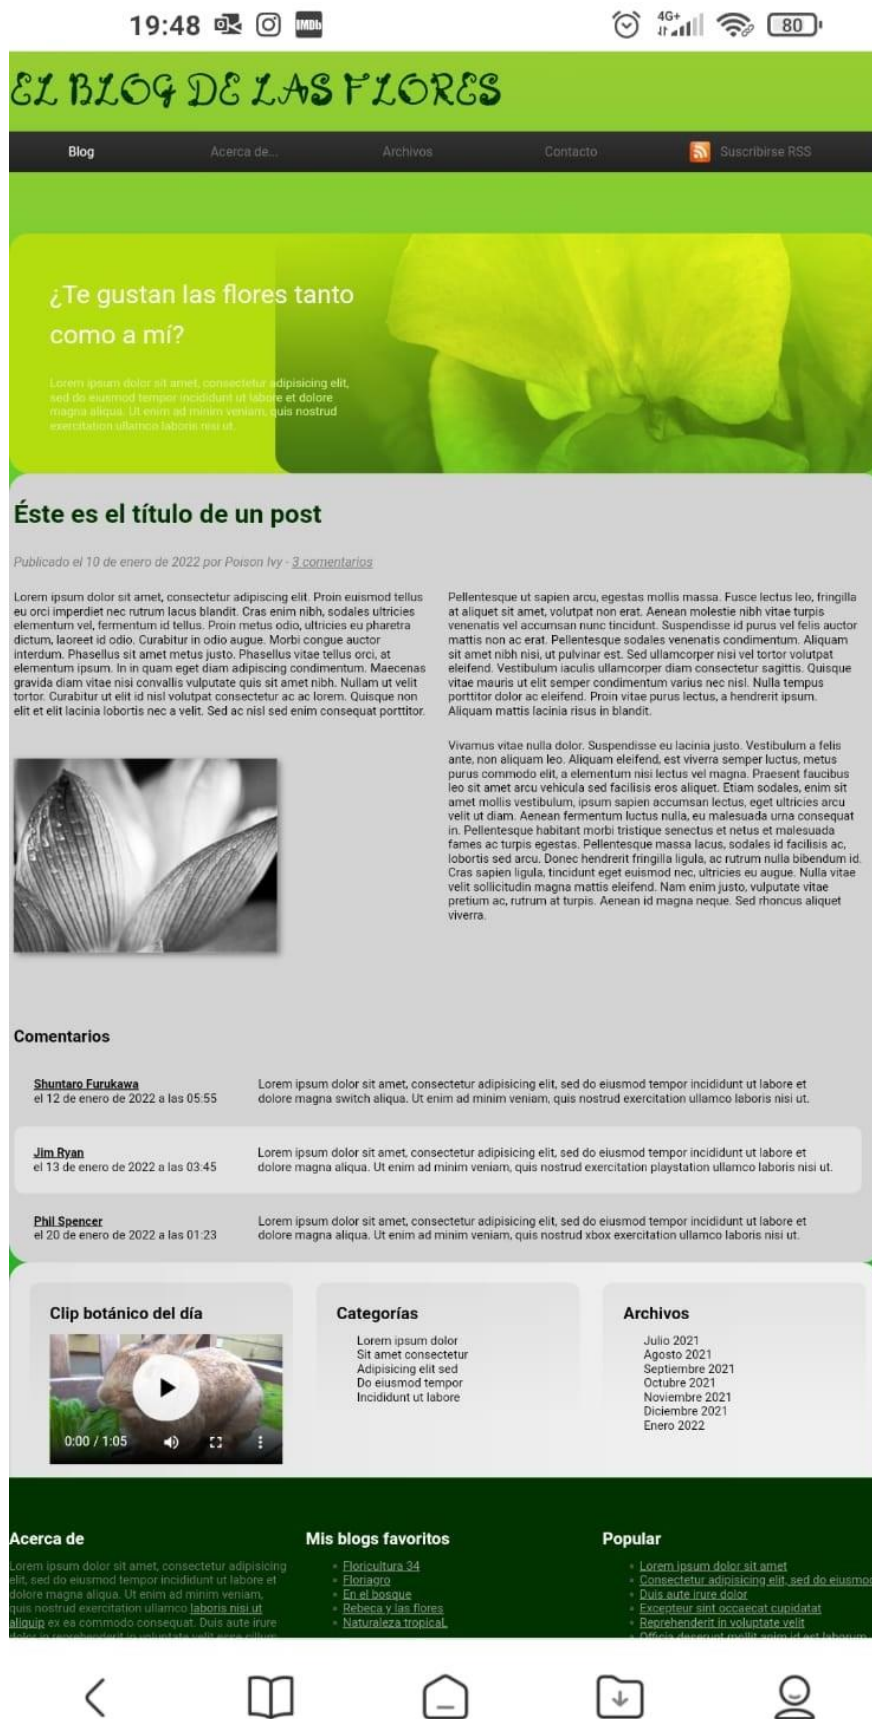 19:48
IMDb
4G+
80
EL BLOG DE LAS FLORES
Blog
Acerca de...
Archivos
Contacto
Suscribirse RSS
¿Te gustan las flores tanto
como a mí?
Lorem ipsum dolor sit amet, consectetur adipisicing elit,
sed do eiusmod tempor incididunt ut labore et dolore
magna aliqua. Ut enim ad minim veniam, quis nostrud
exercitation ullamco laboris nisi ut.
Éste es el título de un post
Publicado el 10 de enero de 2022 por Poison Ivy - 3 comentarios
Lorem ipsum dolor sit amet, consectetur adipiscing elit. Proin euismod tellus
eu orci imperdiet nec rutrum lacus blandit. Cras enim nibh, sodales ultricies
elementum vel, fermentum id tellus. Proin metus odio, ultricies eu pharetra
dictum, laoreet id odio. Curabitur in odio augue. Morbi congue auctor
interdum. Phasellus sit amet metus justo. Phasellus vitae tellus orci, at
elementum ipsum. In in quam eget diam adipiscing condimentum. Maecenas
gravida diam vitae nisi convallis vulputate quis sit amet nibh. Nullam ut velit
tortor. Curabitur ut elit id nisl volutpat consectetur ac ac lorem. Quisque non
elit et elit lacinia lobortis nec a velit. Sed ac nisl sed enim consequat porttitor.
Pellentesque ut sapien arcu, egestas mollis massa. Fusce lectus leo, fringilla
at aliquet sit amet, volutpat non erat. Aenean molestie nibh vitae turpis
venenatis vel accumsan nunc tincidunt. Suspendisse id purus vel felis auctor
mattis non ac erat. Pellentesque sodales venenatis condimentum. Aliquam
sit amet nibh nisi, ut pulvinar est. Sed ullamcorper nisi vel tortor volutpat
eleifend. Vestibulum iaculis ullamcorper diam consectetur sagittis. Quisque
vitae mauris ut elit semper condimentum varius nec nisl. Nulla tempus
porttitor dolor ac eleifend. Proin vitae purus lectus, a hendrerit ipsum.
Aliquam mattis lacinia risus in blandit.
Vivamus vitae nulla dolor. Suspendisse eu lacinia justo. Vestibulum a felis
ante, non aliquam leo. Aliquam eleifend, est viverra semper luctus, metus
purus commodo elit, a elementum nisi lectus vel magna. Praesent faucibus
leo sit amet arcu vehicula sed facilisis eros aliquet. Etiam sodales, enim sit
amet mollis vestibulum, ipsum sapien accumsan lectus, eget ultricies arcu
velit ut diam. Aenean fermentum luctus nulla, eu malesuada urna consequat
in. Pellentesque habitant morbi tristique senectus et netus et malesuada
fames ac turpis egestas. Pellentesque massa lacus, sodales id facilisis ac,
lobortis sed arcu. Donec hendrerit fringilla ligula, ac rutrum nulla bibendum id.
Cras sapien ligula, tincidunt eget euismod nec, ultricies eu augue. Nulla vitae
velit sollicitudin magna mattis eleifend. Nam enim justo, vulputate vitae
pretium ac, rutrum at turpis. Aenean id magna neque. Sed rhoncus aliquet
viverra.
Comentarios
Shuntaro Furukawa
el 12 de enero de 2022 a las 05:55
Lorem ipsum dolor sit amet, consectetur adipisicing elit, sed do eiusmod tempor incididunt ut labore et
dolore magna switch aliqua. Ut enim ad minim veniam, quis nostrud exercitation ullamco laboris nisi ut.
Jim Ryan
el 13 de enero de 2022 a las 03:45
Lorem ipsum dolor sit amet, consectetur adipisicing elit, sed do eiusmod tempor incididunt ut labore et
dolore magna aliqua. Ut enim ad minim veniam, quis nostrud exercitation playstation ullamco laboris nisi ut.
Phil Spencer
el 20 de enero de 2022 a las 01:23
Lorem ipsum dolor sit amet, consectetur adipisicing elit, sed do eiusmod tempor incididunt ut labore et
dolore magna aliqua. Ut enim ad minim veniam, quis nostrud xbox exercitation ullamco laboris nisi ut.
Clip botánico del día
0:00 / 1:05
Categorías
Lorem ipsum dolor
Sit amet consectetur
Adipisicing elit sed
Do eiusmod tempor
Incididunt ut labore
Archivos
Julio 2021
Agosto 2021
Septiembre 2021
Octubre 2021
Noviembre 2021
Diciembre 2021
Enero 2022
Acerca de
Lorem ipsum dolor sit amet, consectetur adipisicing
elit, sed do eiusmod tempor incididunt ut labore et
dolore magna aliqua. Ut enim ad minim veniam,
quis nostrud exercitation ullamco laboris nisi ut
aliquip ex ea commodo consequat. Duis aute irure
dolor in reprehenderit in voluptate velit esse cillum
Mis blogs favoritos
Floricultura 34
Floriagro
En el bosque
Rebeca y las flores
Naturaleza tropicaL
Popular
Lorem ipsum dolor sit amet
Consectetur adipisicing elit, sed do eiusmod
Duis aute irure dolor
Excepteur sint occaecat cupidatat
Reprehenderit in voluptate velit
Officia deserunt mollit anim id est laborum